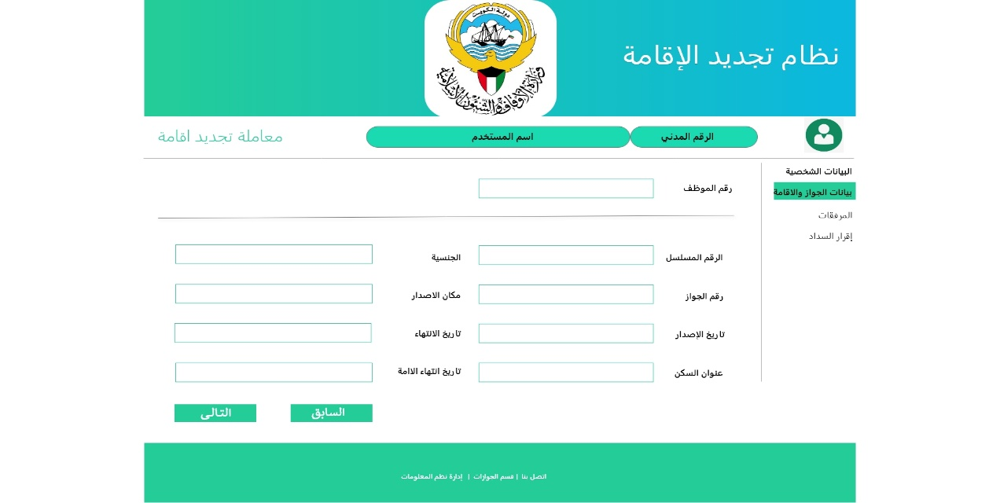 دولة الكويت
وزارة الأوقاف والشئون الإسلامية
نظام تجديد الإقامة
الرقم المدني
اسم المستخدم
معاملة تجديد اقامة
البيانات الشخصية
بيانات الجواز والاقامة
المرفقات
إقرار السداد
رقم الموظف
الرقم المسلسل
الجنسية
رقم الجواز
مكان الاصدار
تاريخ الإصدار
تاريخ الانتهاء
عنوان السكن
تاريخ انتهاء الاامة
السابق
التالى
اتصل بنا | قسم الجوازات | إدارة نظم المعلومات